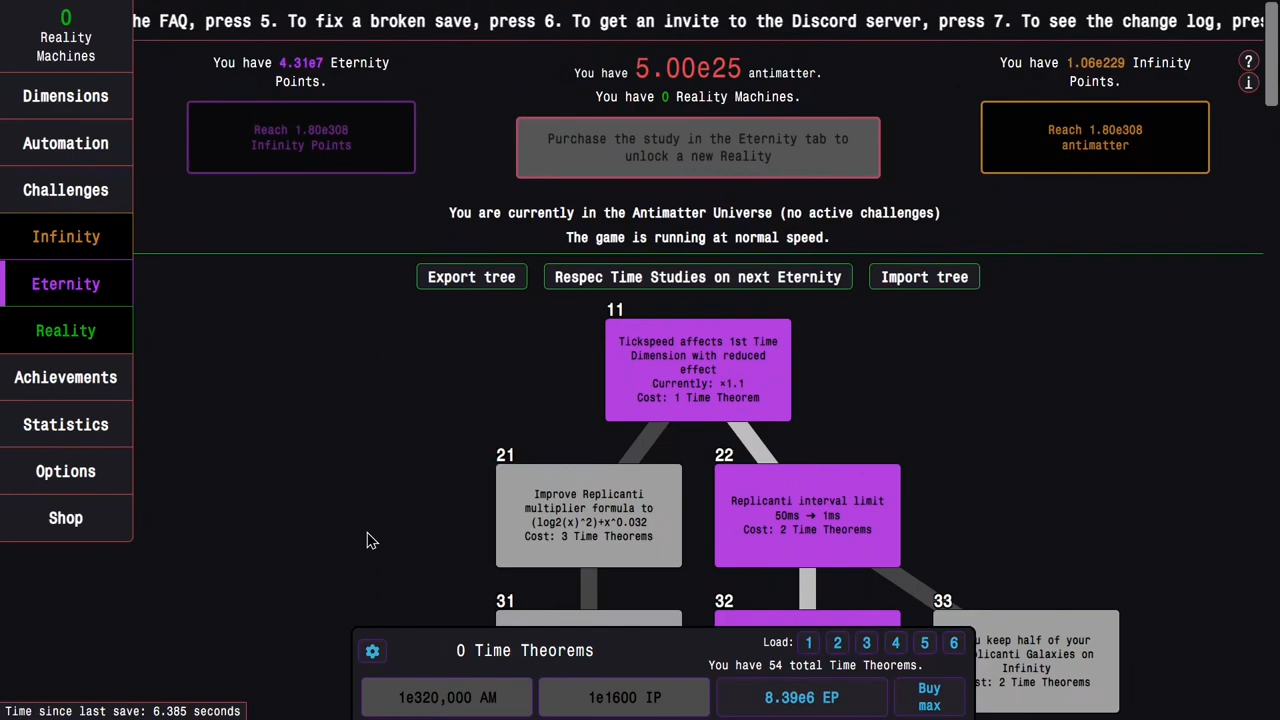 0
Reality
Machines
he FAQ, press 5. To fix a broken save, press 6. To get an invite to the Discord server, press 7. To see the change log, pres
Dimensions
Automation
Challenges
Infinity
Eternity
Reality
Achievements
Statistics
Options
Shop
You have 4.31e7 Eternity
Points.
Reach 1.80e308
Infinity Points
You have 5.00e25 antimatter.
You have 0 Reality Machines.
Purchase the study in the Eternity tab to
unlock a new Reality
You have 1.06e229 Infinity
Points.
Reach 1.80e308
antimatter
?
i
You are currently in the Antimatter Universe (no active challenges)
The game is running at normal speed.
Export tree
Respec Time Studies on next Eternity
Import tree
11
Tickspeed affects 1st Time
Dimension with reduced
effect
Currently: ×1.1
Cost: 1 Time Theorem
21
Improve Replicanti
multiplier formula to
(log2(x)^2)+x^0.032
Cost: 3 Time Theorems
22
Replicanti interval limit
50ms → 1ms
Cost: 2 Time Theorems
31
32
33
u keep half of your
plicanti Galaxies on
Infinity
st: 2 Time Theorems
0 Time Theorems
Load: 1 2 3 4 5 6
You have 54 total Time Theorems.
1e320,000 AM
1e1600 IP
8.39e6 EP
Buy
max
Time since last save: 6.385 seconds